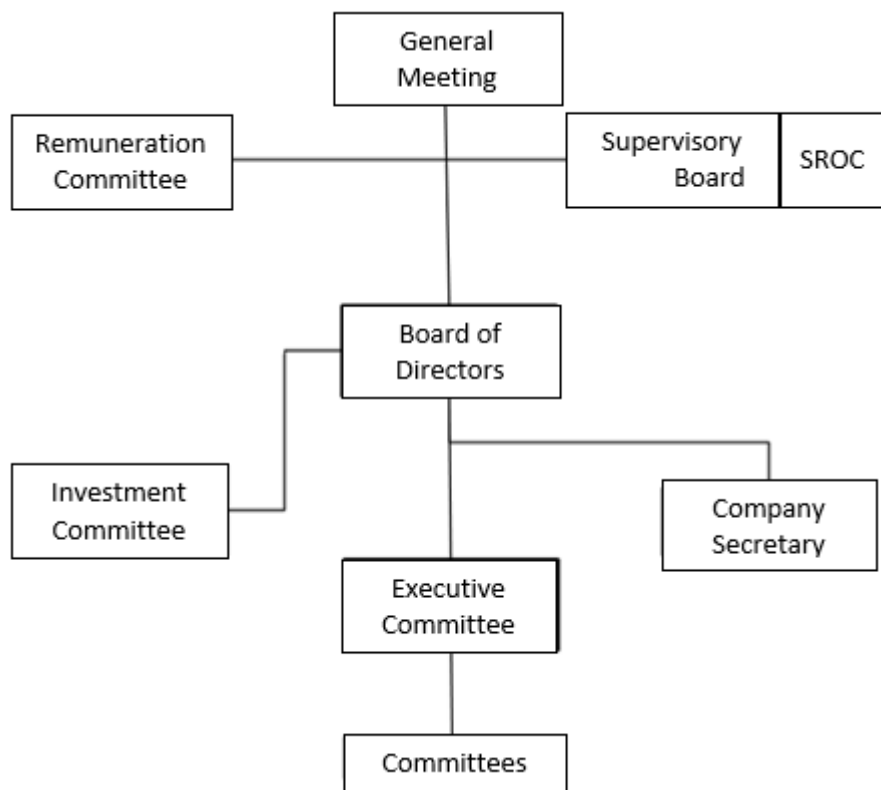 General
Meeting
Remuneration
Committee
Supervisory
Board
SROC
Board of
Directors
Investment
Committee
Company
Secretary
Executive
Committee
Committees